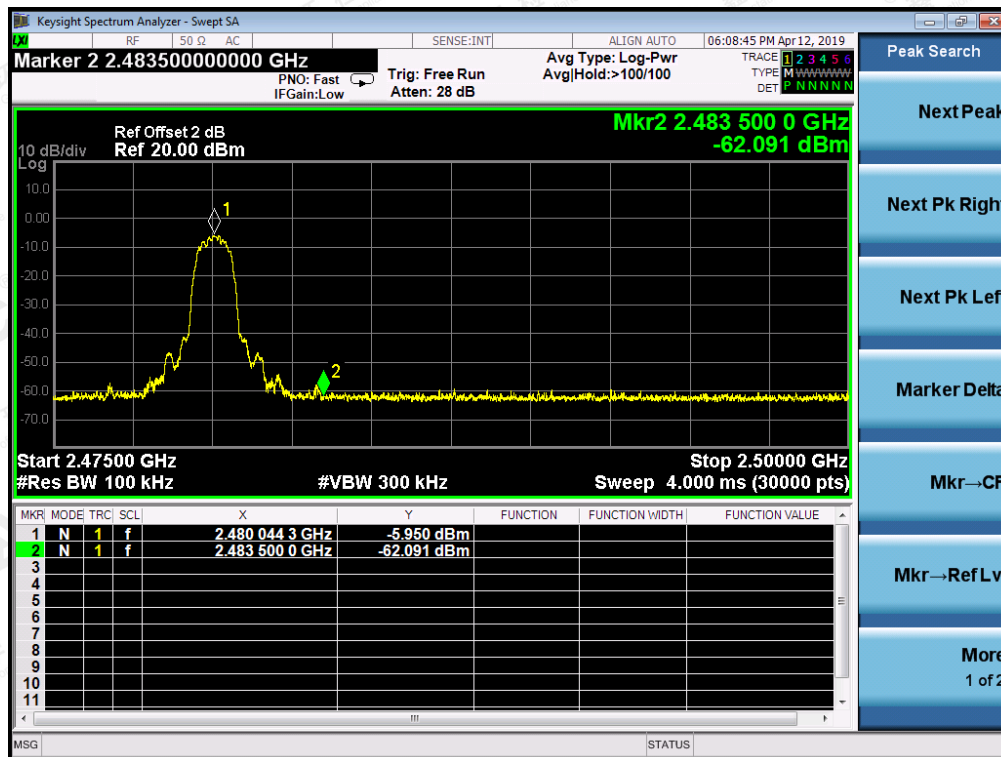 Keysight Spectrum Analyzer - Swept SA
LXI RF 50 Ω AC SENSE:INT ALIGN AUTO 06:08:45 PM Apr 12, 2019
Marker 2 2.483500000000 GHz
PNO: Fast
IFGain:Low
Trig: Free Run
Atten: 28 dB
Avg Type: Log-Pwr
Avg|Hold:>100/100
TRACE 1 2 3 4 5 6
TYPE M WWWWW
DET P N N N N N
Mkr2 2.483 500 0 GHz
-62.091 dBm
Ref Offset 2 dB
Ref 20.00 dBm
10 dB/div
Log
10.0
0.00
-10.0
-20.0
-30.0
-40.0
-50.0
-60.0
-70.0
1
2
Start 2.47500 GHz Stop 2.50000 GHz
#Res BW 100 kHz #VBW 300 kHz Sweep 4.000 ms (30000 pts)
MKR MODE TRC SCL X Y FUNCTION FUNCTION WIDTH FUNCTION VALUE
1 N 1 f 2.480 044 3 GHz -5.950 dBm
2 N 1 f 2.483 500 0 GHz -62.091 dBm
3
4
5
6
7
8
9
10
11
MSG STATUS
Peak Search
Next Peak
Next Pk Right
Next Pk Lef
Marker Delta
Mkr→CF
Mkr→Ref Lv
More
1 of 2